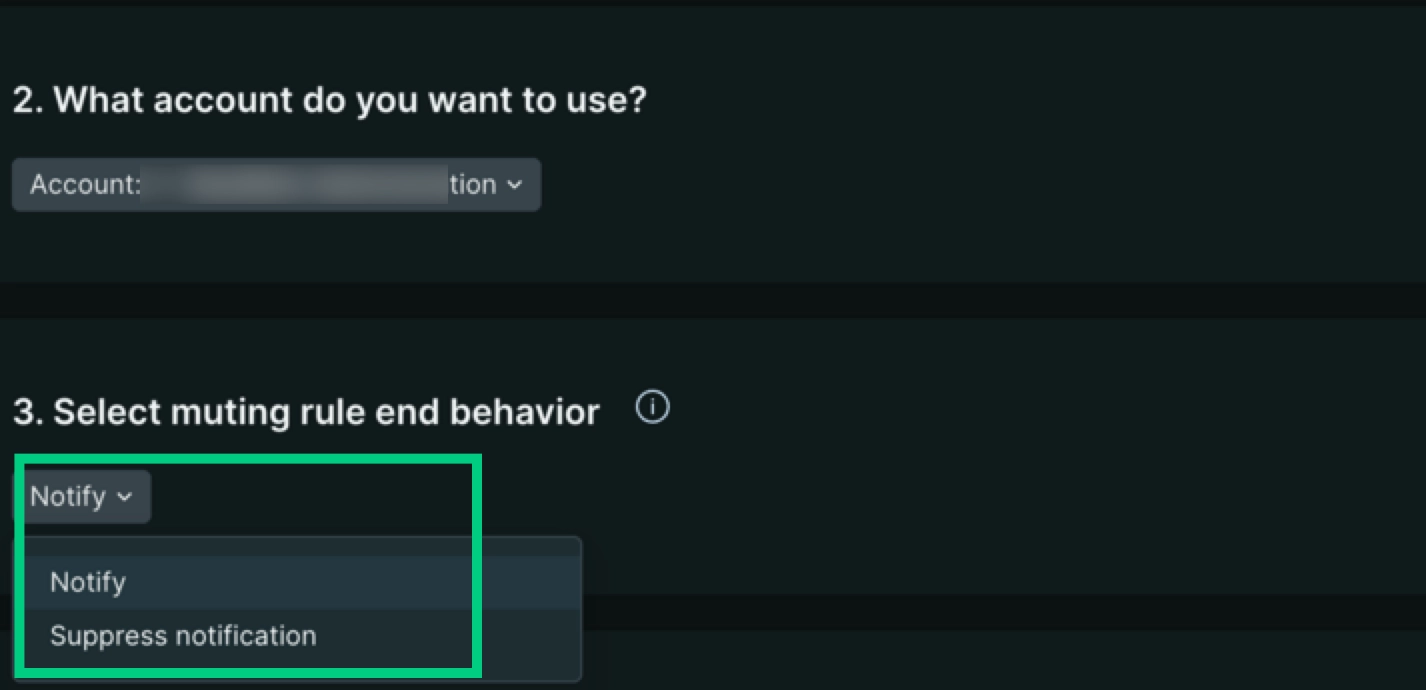 2. What account do you want to use?
Account: tion
3. Select muting rule end behavior
Notify
Notify
Suppress notification